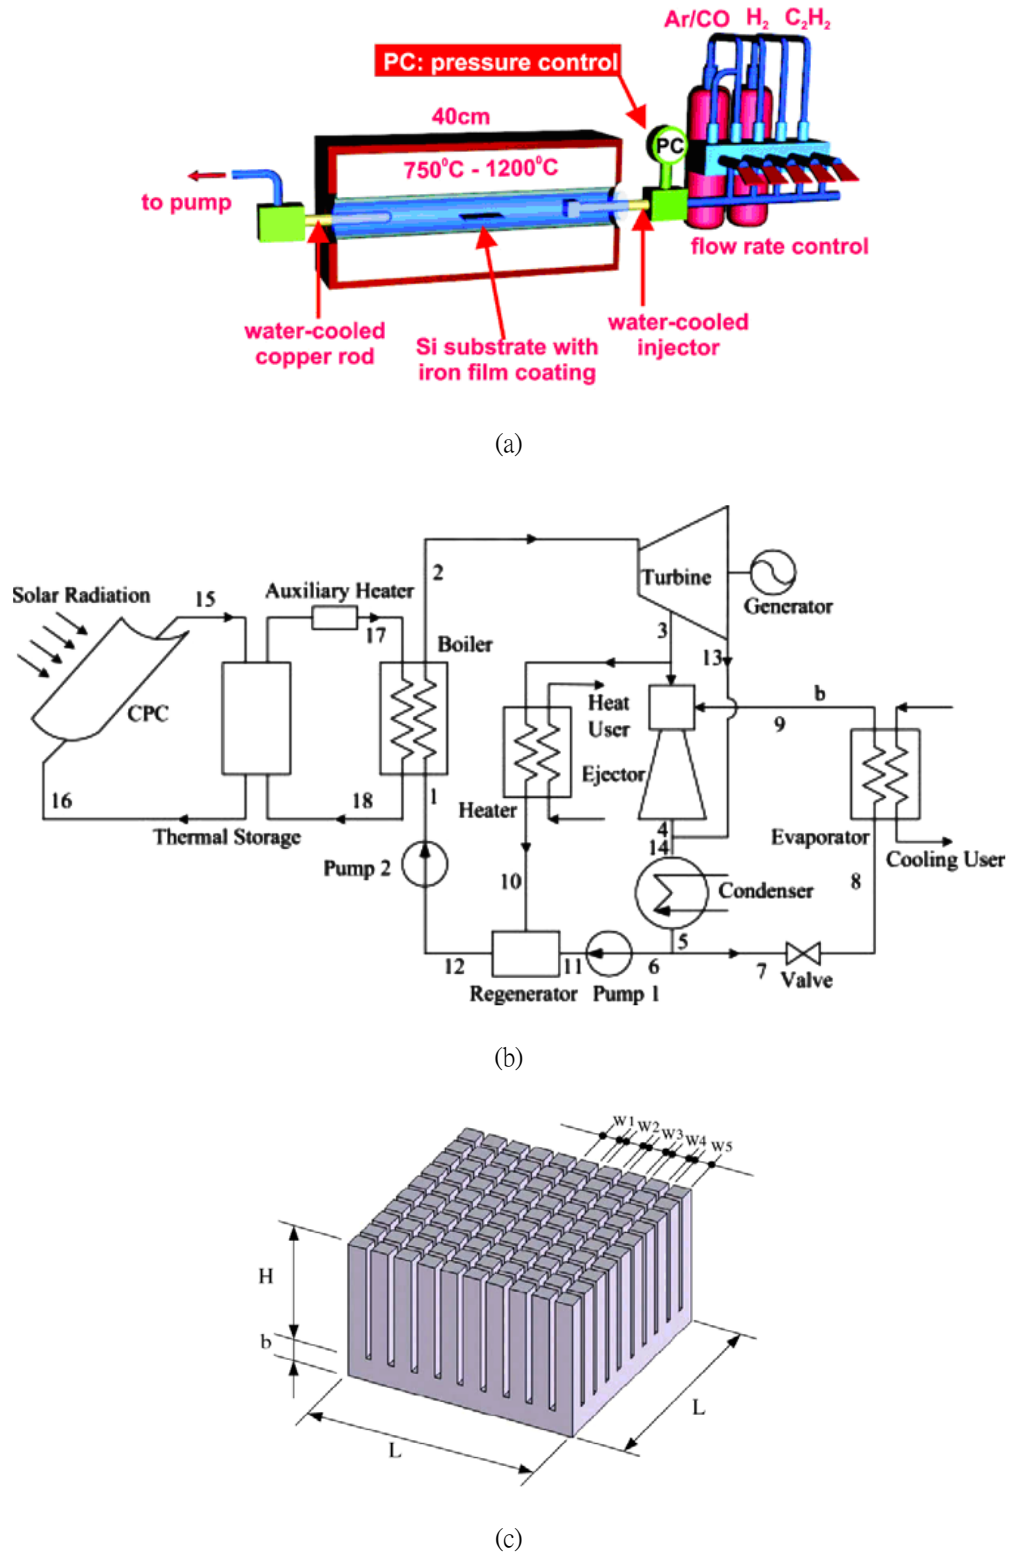 Ar/CO H₂ C₂H₂
PC: pressure control
40cm
PC
750⁰C - 1200⁰C
to pump
flow rate control
water-cooled
copper rod
Si substrate with
iron film coating
water-cooled
injector
(a)
2
Turbine
Generator
Solar Radiation
15
Auxiliary Heater
17
Boiler
3
13
CPC
Heat
User
b
9
Ejector
16
18
1
Heater
4
14
Thermal Storage
Evaporator
Cooling User
Pump 2
10
Condenser
8
5
12
11
6
7
Valve
Regenerator
Pump 1
(b)
W1
W2
W3
W4
W5
H
b
L
L
(c)